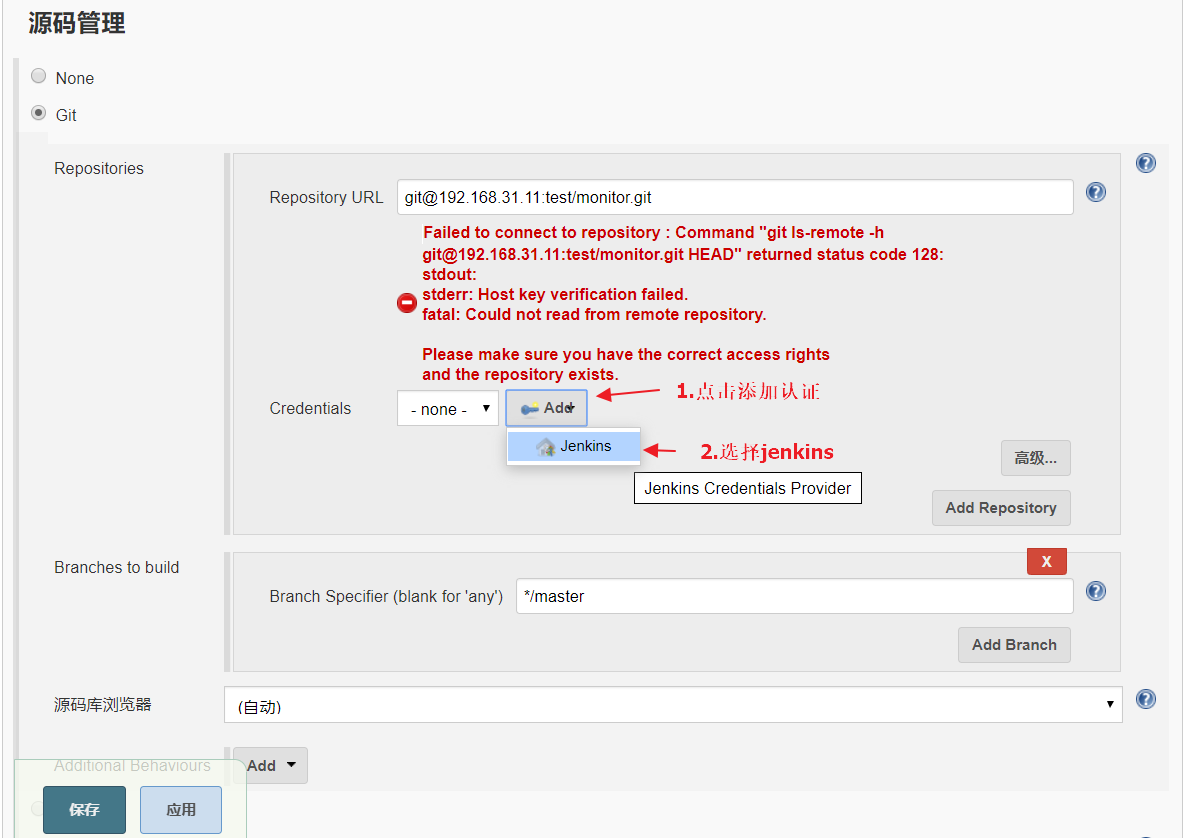 源码管理
None
Git
Repositories
Repository URL
git@192.168.31.11:test/monitor.git
Failed to connect to repository : Command "git ls-remote -h
git@192.168.31.11:test/monitor.git HEAD" returned status code 128:
stdout:
stderr: Host key verification failed.
fatal: Could not read from remote repository.
Please make sure you have the correct access rights
and the repository exists.
1.点击添加认证
Credentials
- none -
Add
Jenkins
2.选择jenkins
高级...
Jenkins Credentials Provider
Add Repository
X
Branches to build
Branch Specifier (blank for 'any')
*/master
Add Branch
源码库浏览器
(自动)
Additional Behaviours
Add
保存
应用